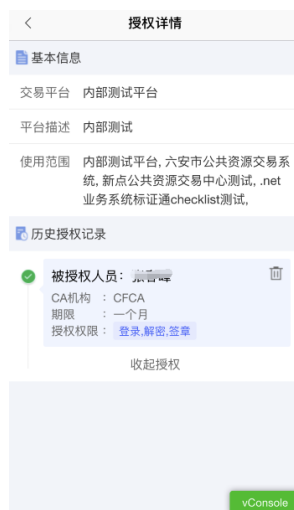 授权详情
基本信息
交易平台 内部测试平台
平台描述 内部测试
使用范围 内部测试平台, 六安市公共资源交易系
统, 新点公共资源交易中心测试, .net
业务系统标证通checklist测试,
历史授权记录
被授权人员：
CA机构 : CFCA
期限 : 一个月
授权权限 : 登录,解密,签章
收起授权
vConsole